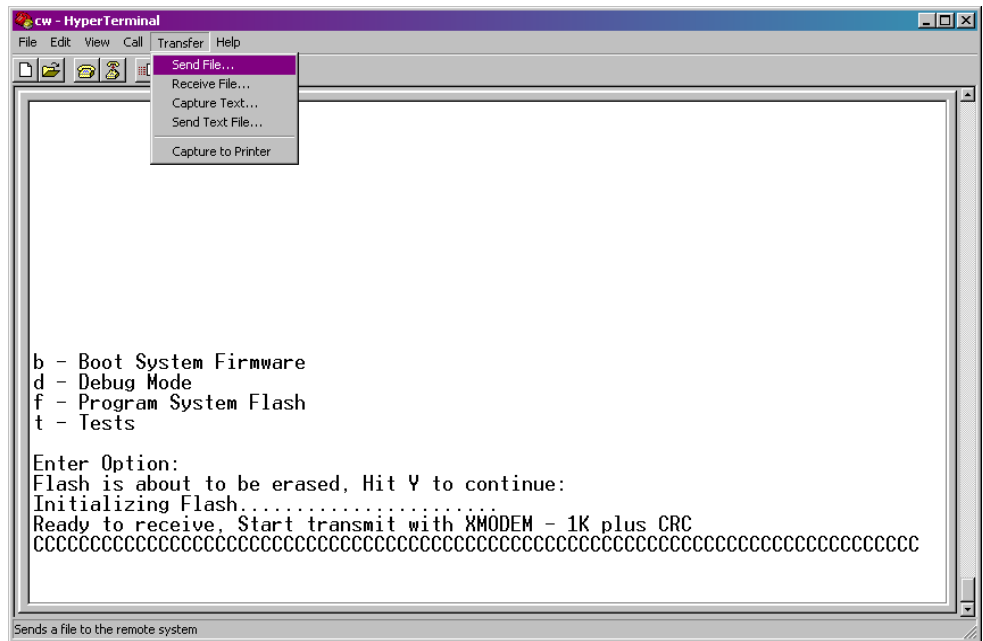 cw - HyperTerminal
File Edit View Call Transfer Help
Send File...
Receive File...
Capture Text...
Send Text File...
Capture to Printer
b - Boot System Firmware
d - Debug Mode
f - Program System Flash
t - Tests
Enter Option:
Flash is about to be erased, Hit Y to continue:
Initializing Flash.......................
Ready to receive, Start transmit with XMODEM - 1K plus CRC
CCCCCCCCCCCCCCCCCCCCCCCCCCCCCCCCCCCCCCCCCCCCCCCCCCCCCCCCCCCCCCCCCCCCCCCCCCCCCC
Sends a file to the remote system